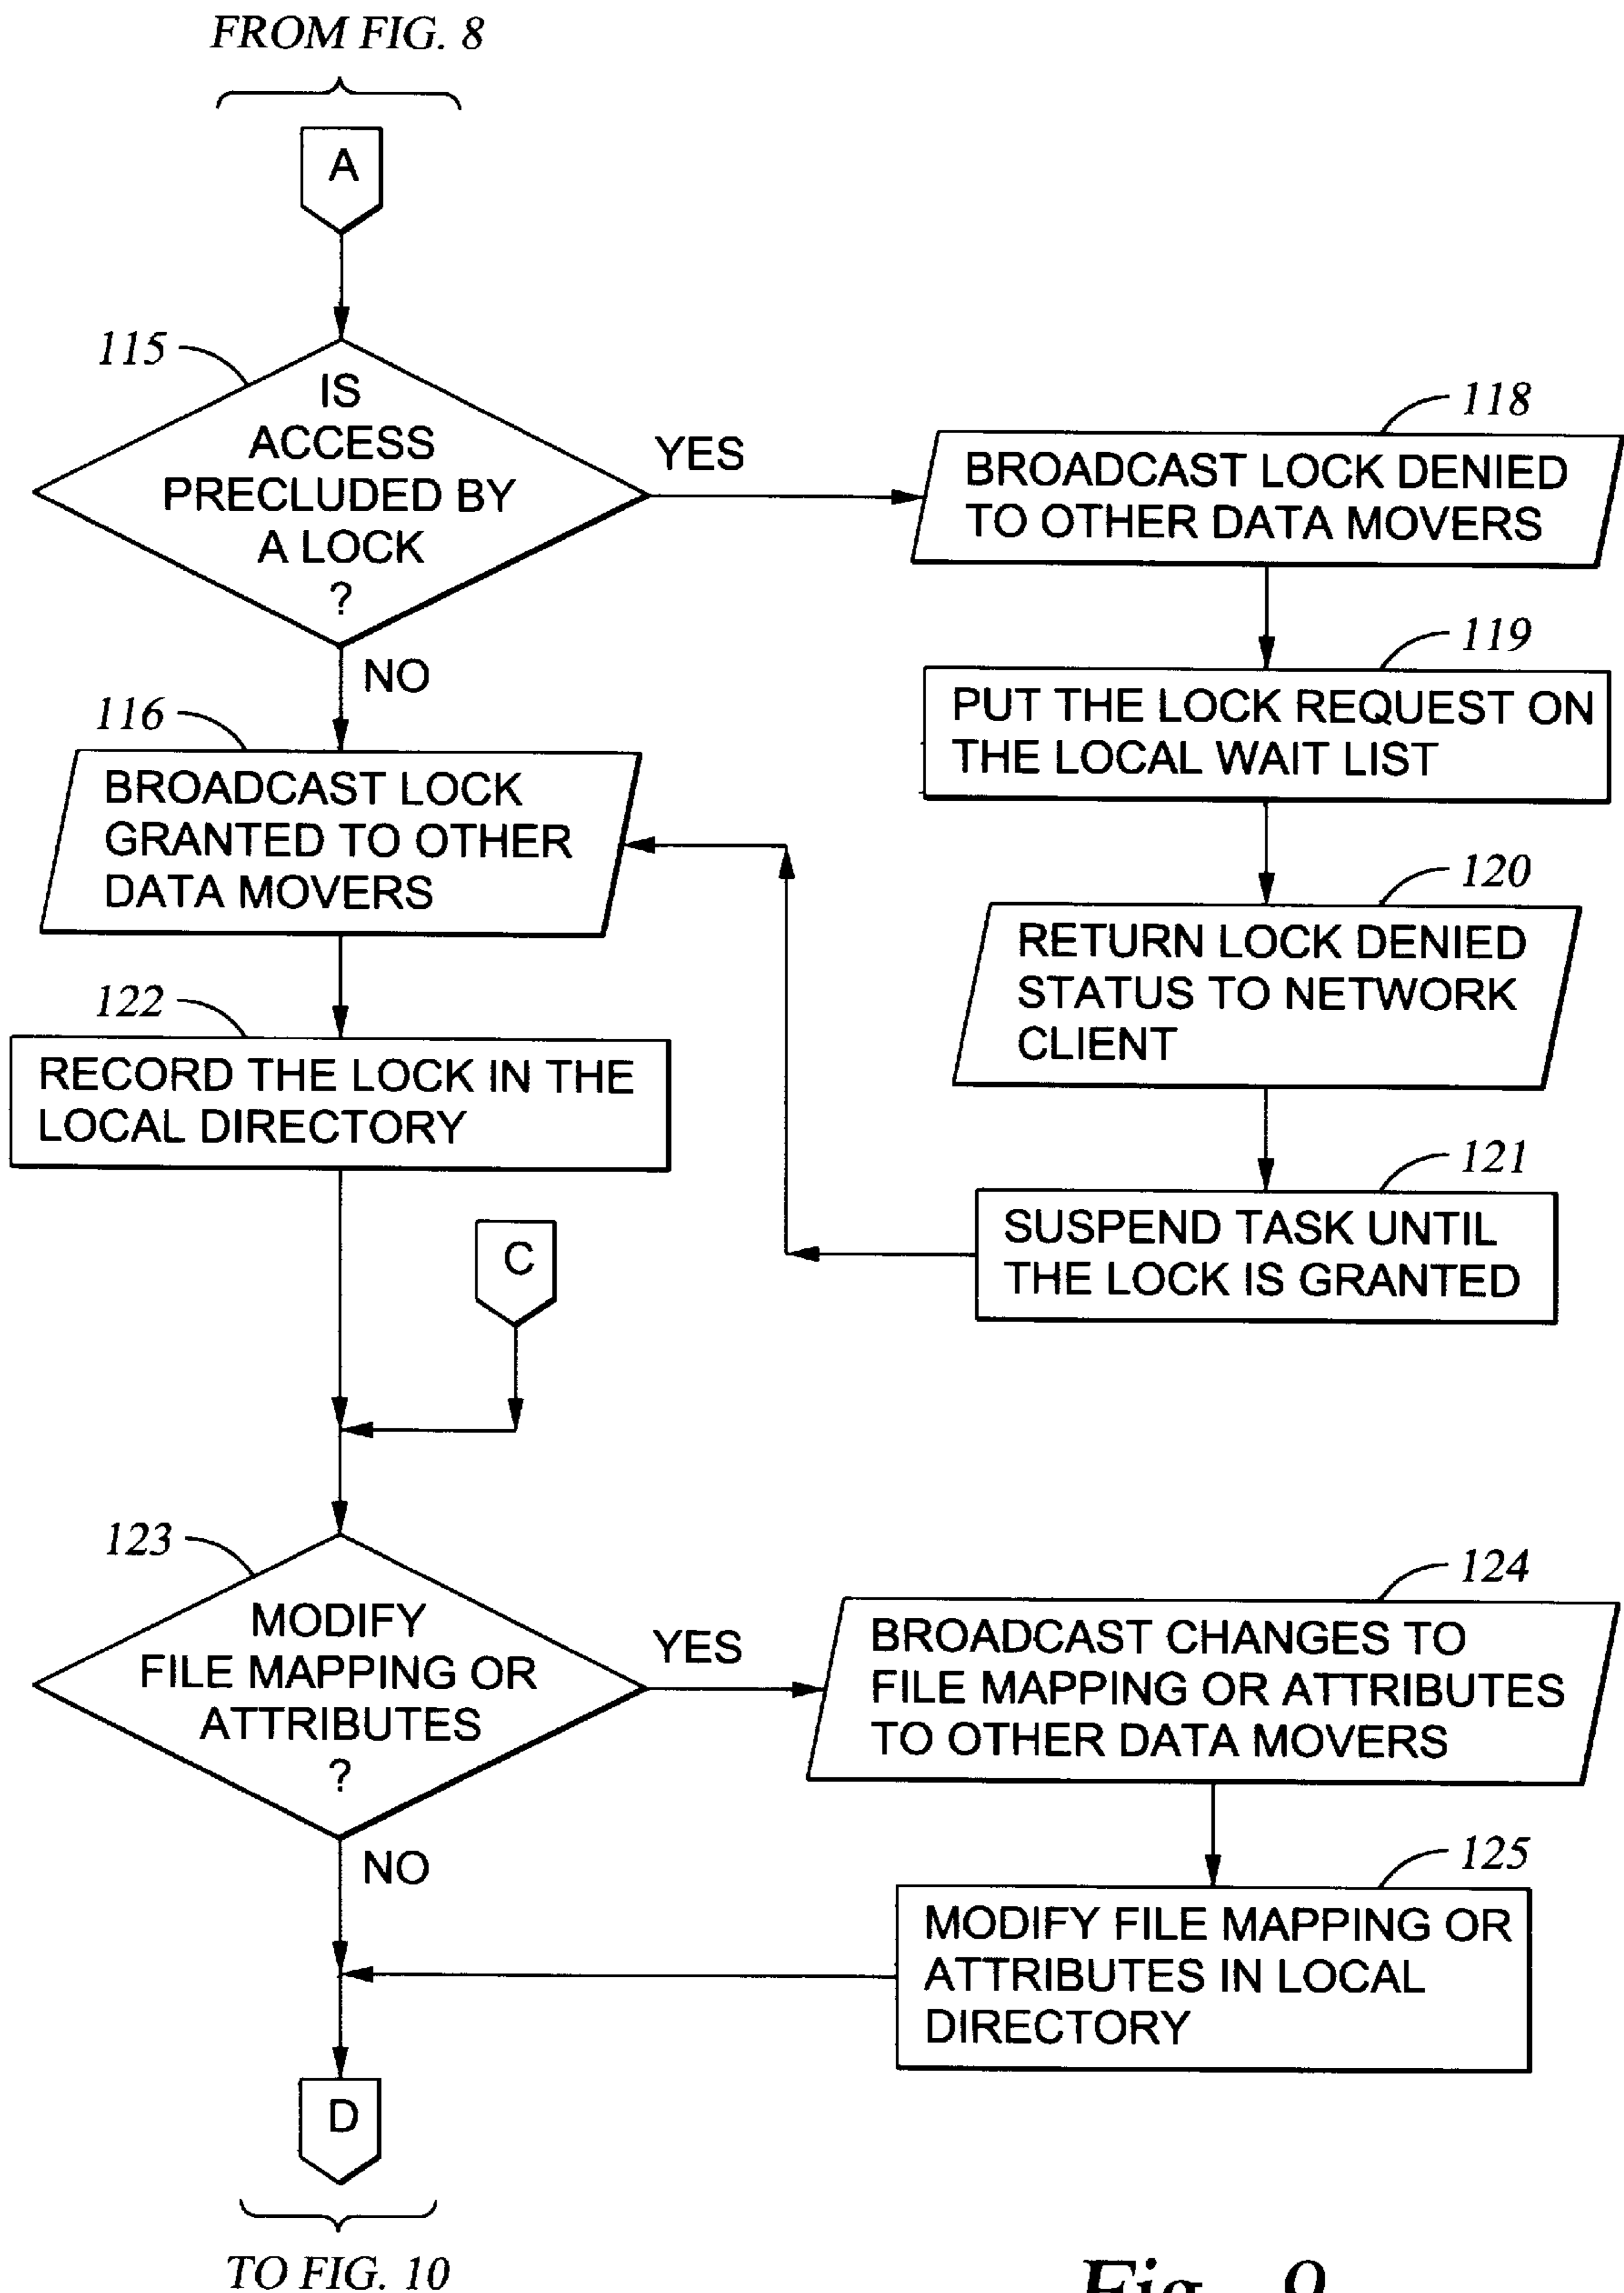 FROM FIG. 8
A
115
IS
ACCESS
PRECLUDED BY
A LOCK
?
YES
NO
118
BROADCAST LOCK DENIED
TO OTHER DATA MOVERS
119
PUT THE LOCK REQUEST ON
THE LOCAL WAIT LIST
116
BROADCAST LOCK
GRANTED TO OTHER
DATA MOVERS
120
RETURN LOCK DENIED
STATUS TO NETWORK
CLIENT
122
RECORD THE LOCK IN THE
LOCAL DIRECTORY
121
SUSPEND TASK UNTIL
THE LOCK IS GRANTED
C
123
MODIFY
FILE MAPPING OR
ATTRIBUTES
?
YES
NO
124
BROADCAST CHANGES TO
FILE MAPPING OR ATTRIBUTES
TO OTHER DATA MOVERS
125
MODIFY FILE MAPPING OR
ATTRIBUTES IN LOCAL
DIRECTORY
D
TO FIG. 10
Fig. 9